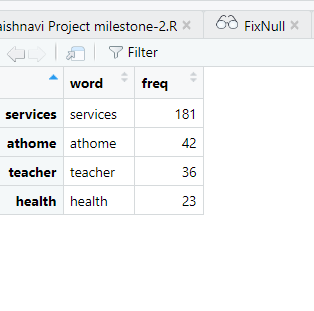 aishnavi Project milestone-2.R FixNull
Filter
word freq
services services 181
athome athome 42
teacher teacher 36
health health 23